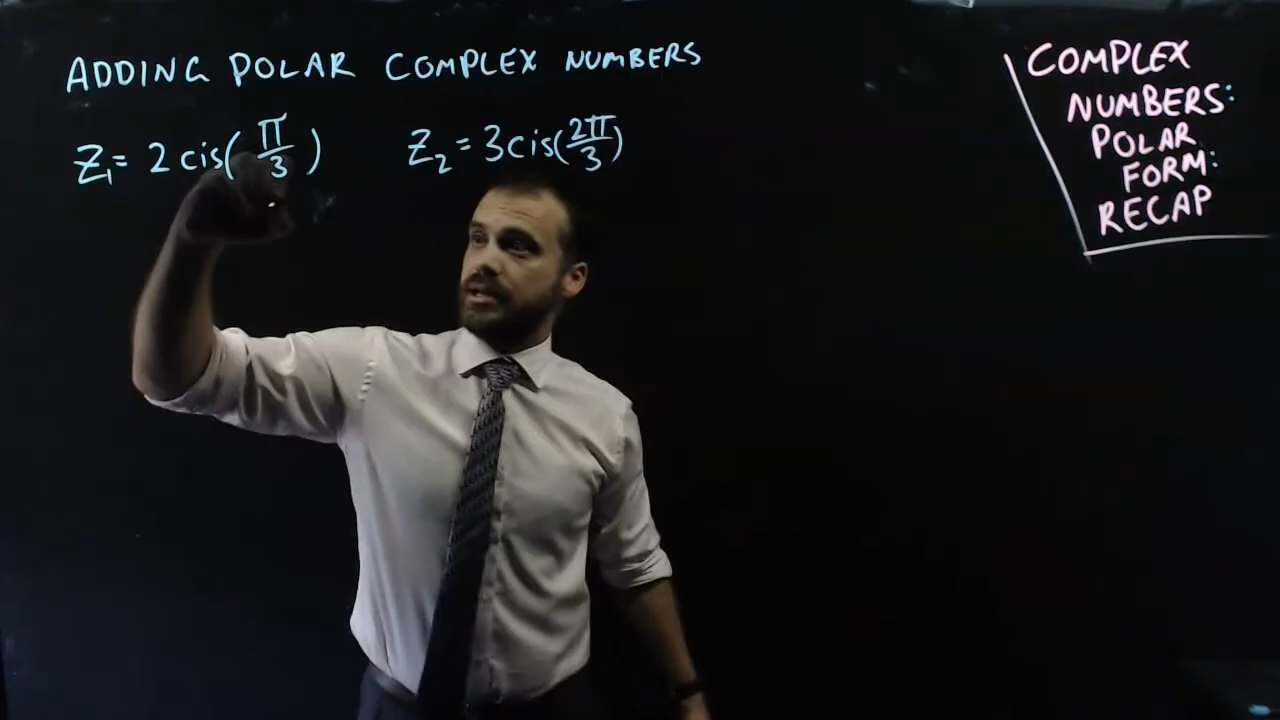 ADDING POLAR COMPLEX NUMBERS
Z₁ = 2 cis(π/3) Z₂ = 3 cis(2π/3)
COMPLEX
NUMBERS:
POLAR
FORM:
RECAP